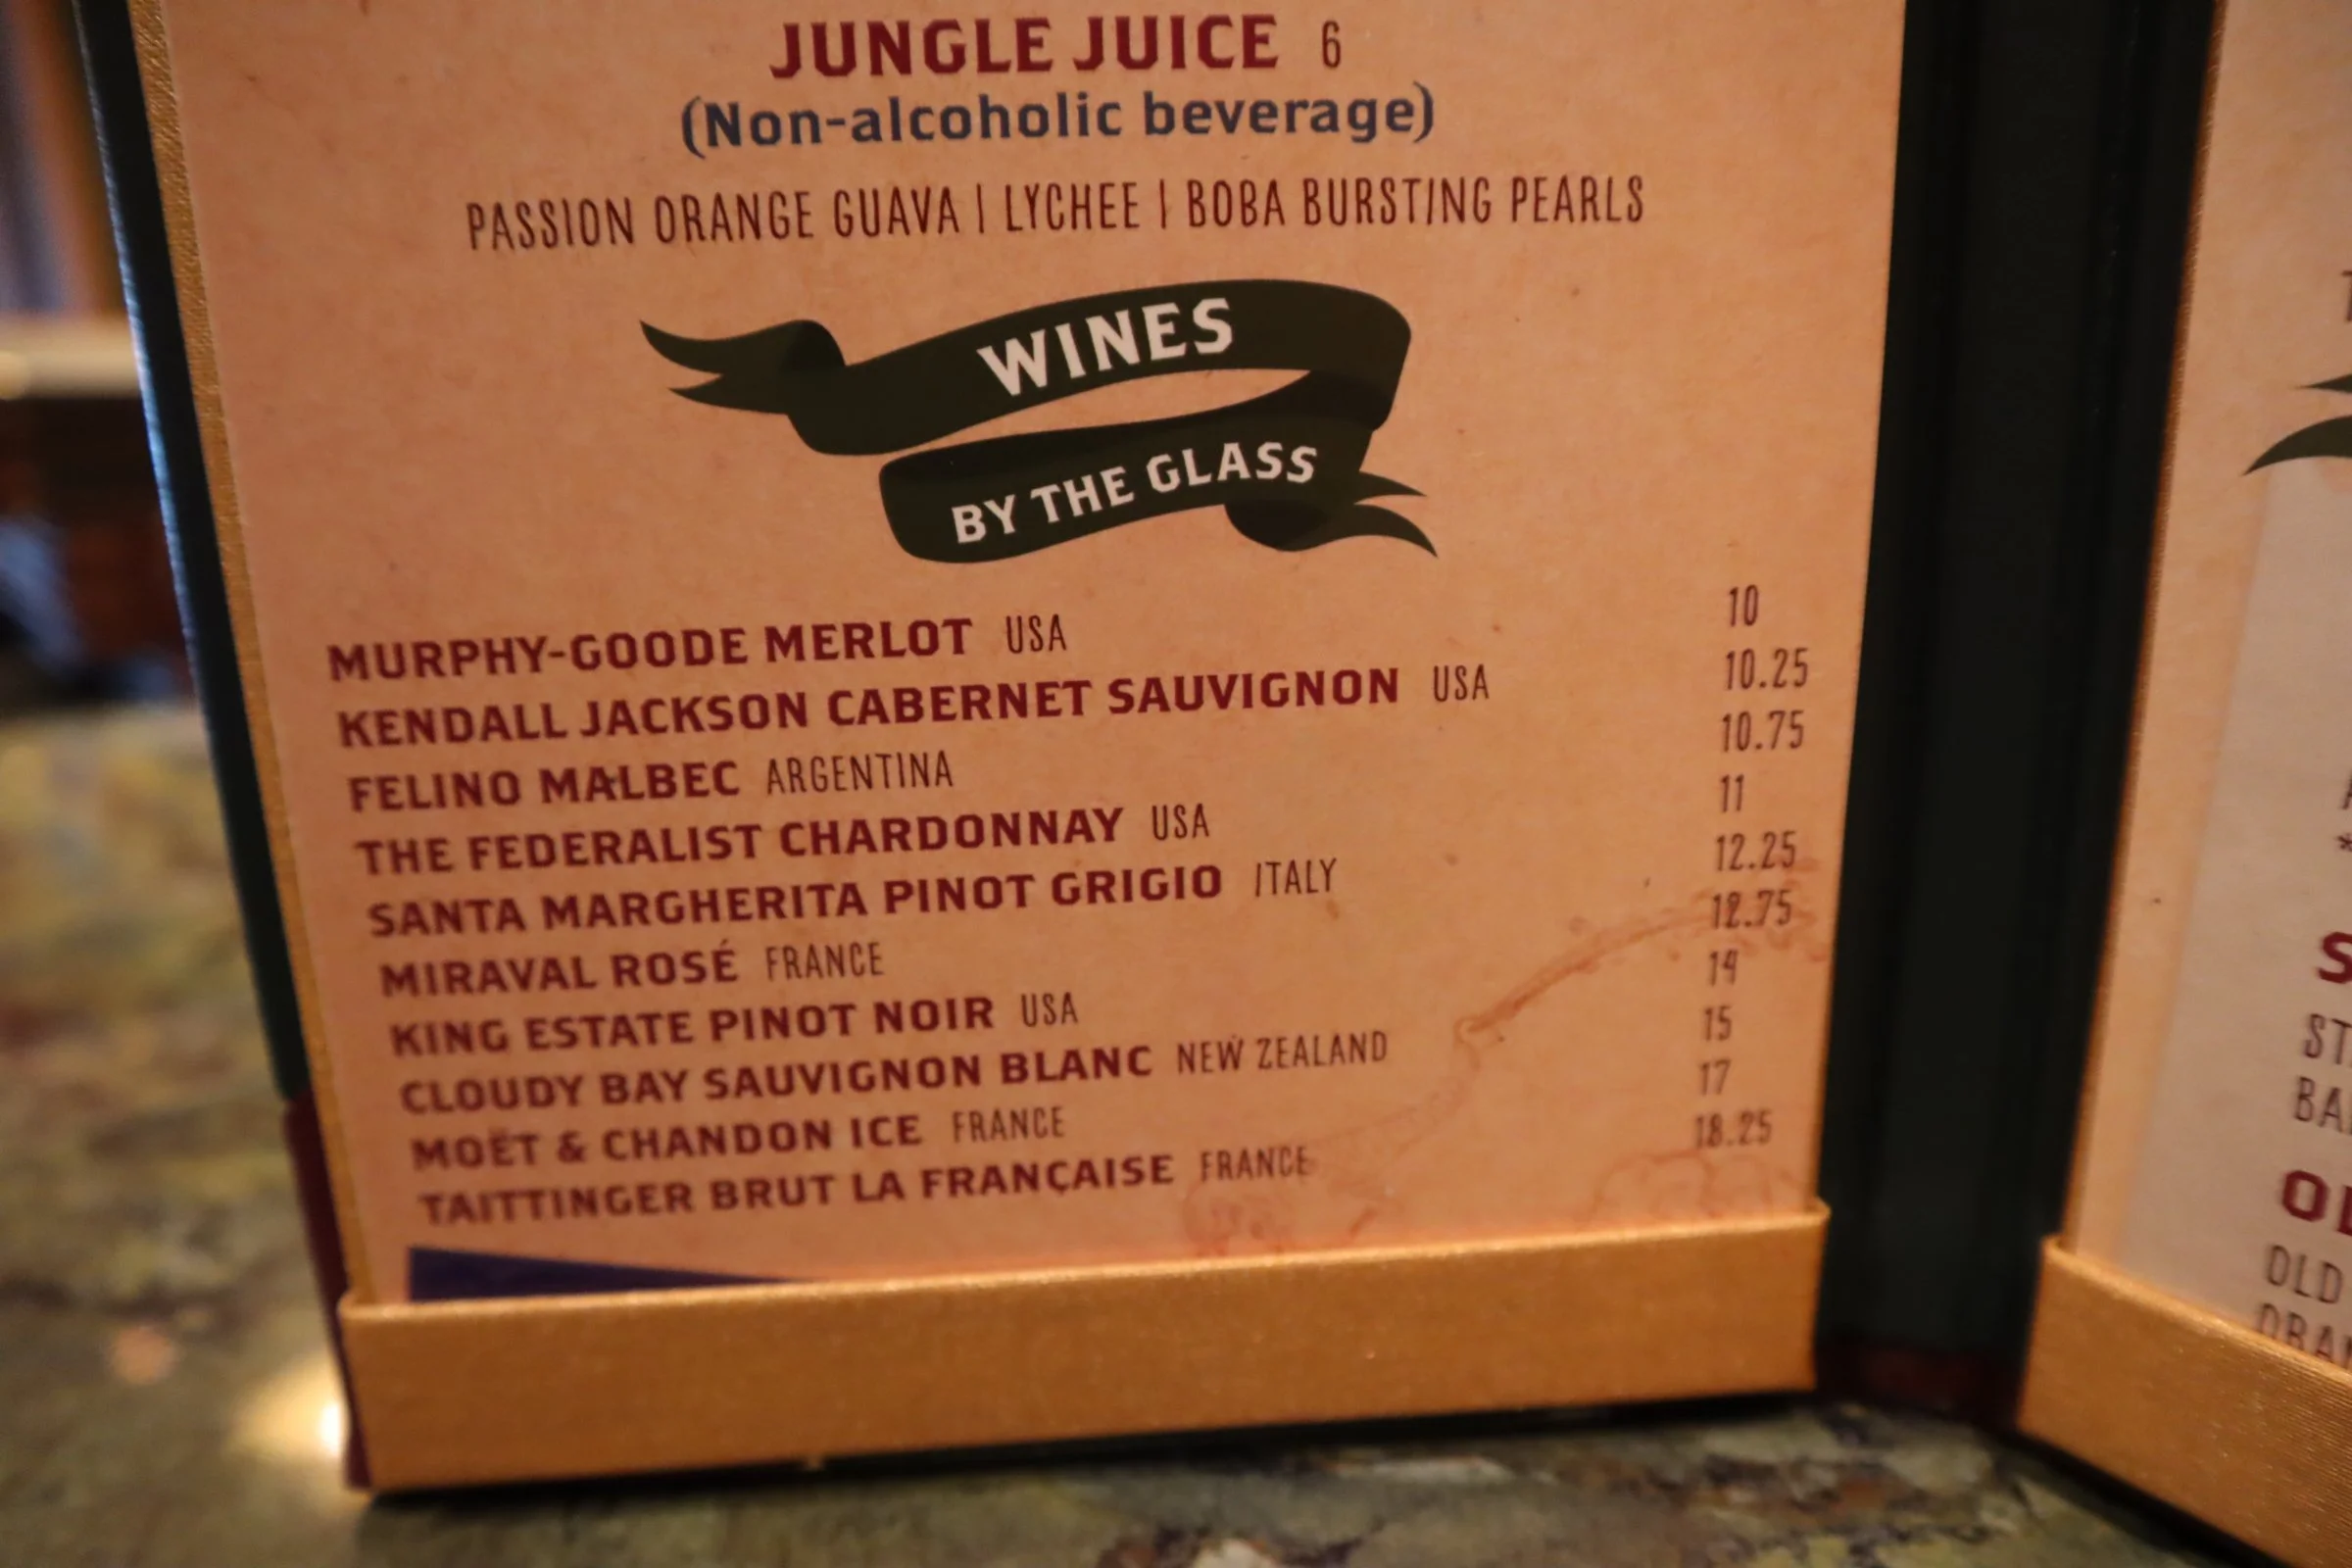 JUNGLE JUICE 6
(Non-alcoholic beverage)
PASSION ORANGE GUAVA | LYCHEE | BOBA BURSTING PEARLS
WINES
BY THE GLASS
MURPHY-GOODE MERLOT USA 10
KENDALL JACKSON CABERNET SAUVIGNON USA 10.25
FELINO MALBEC ARGENTINA 10.75
THE FEDERALIST CHARDONNAY USA 11
SANTA MARGHERITA PINOT GRIGIO ITALY 12.25
MIRAVAL ROSÉ FRANCE 12.75
KING ESTATE PINOT NOIR USA 14
CLOUDY BAY SAUVIGNON BLANC NEW ZEALAND 15
MOËT & CHANDON ICE FRANCE 17
TAITTINGER BRUT LA FRANÇAISE FRANCE 18.25
OLD